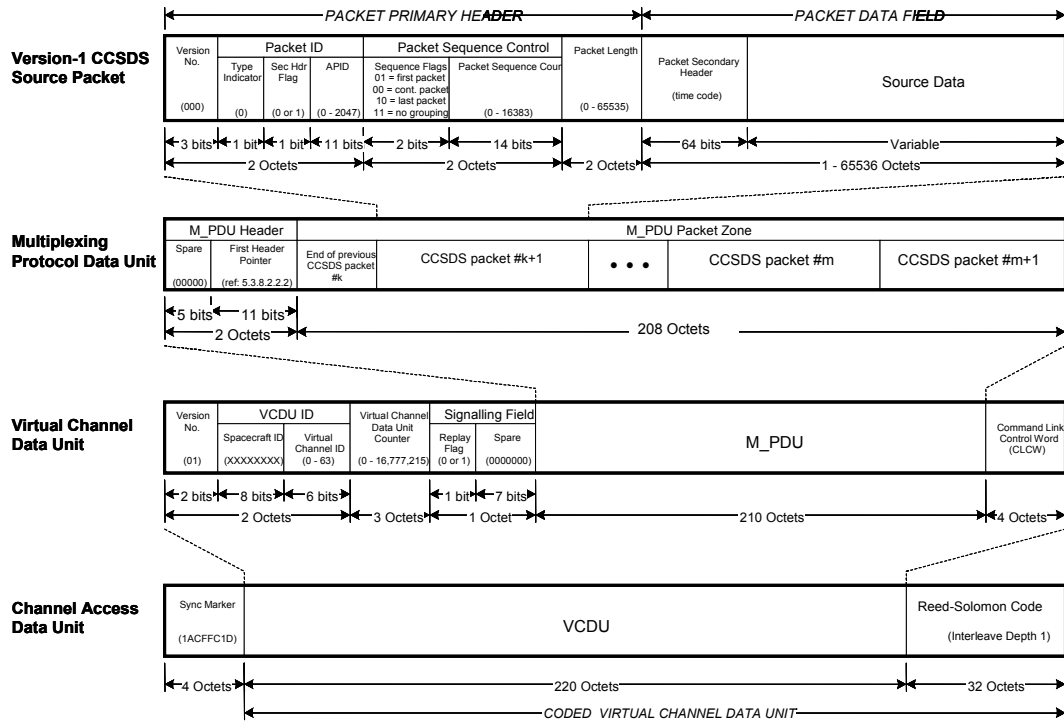 PACKET PRIMARY HEADER
PACKET DATA FIELD
Version-1 CCSDS
Source Packet
Version
No.
(000)
Packet ID
Type
Indicator
(0)
Sec Hdr
Flag
(0 or 1)
APID
(0 - 2047)
Packet Sequence Control
Sequence Flags
01 = first packet
00 = cont. packet
10 = last packet
11 = no grouping
Packet Sequence Cour
(0 - 16383)
Packet Length
(0 - 65535)
Packet Secondary
Header
(time code)
Source Data
3 bits
1 bit
1 bit
11 bits
2 bits
14 bits
64 bits
Variable
2 Octets
2 Octets
2 Octets
1 - 65536 Octets
Multiplexing
Protocol Data Unit
M_PDU Header
M_PDU Packet Zone
Spare
(00000)
First Header
Pointer
(ref: 5.3.8.2.2.2)
End of previous
CCSDS packet
#k
CCSDS packet #k+1
• • •
CCSDS packet #m
CCSDS packet #m+1
5 bits
11 bits
2 Octets
208 Octets
Virtual Channel
Data Unit
Version
No.
(01)
VCDU ID
Spacecraft ID
(XXXXXXXX)
Virtual
Channel ID
(0 - 63)
Virtual Channel
Data Unit
Counter
(0 - 16,777,215)
Signalling Field
Replay
Flag
(0 or 1)
Spare
(0000000)
M_PDU
Command Link
Control Word
(CLCW)
2 bits
8 bits
6 bits
1 bit
7 bits
2 Octets
3 Octets
1 Octet
210 Octets
4 Octets
Channel Access
Data Unit
Sync Marker
(1ACFFC1D)
VCDU
Reed-Solomon Code
(Interleave Depth 1)
4 Octets
220 Octets
32 Octets
CODED VIRTUAL CHANNEL DATA UNIT